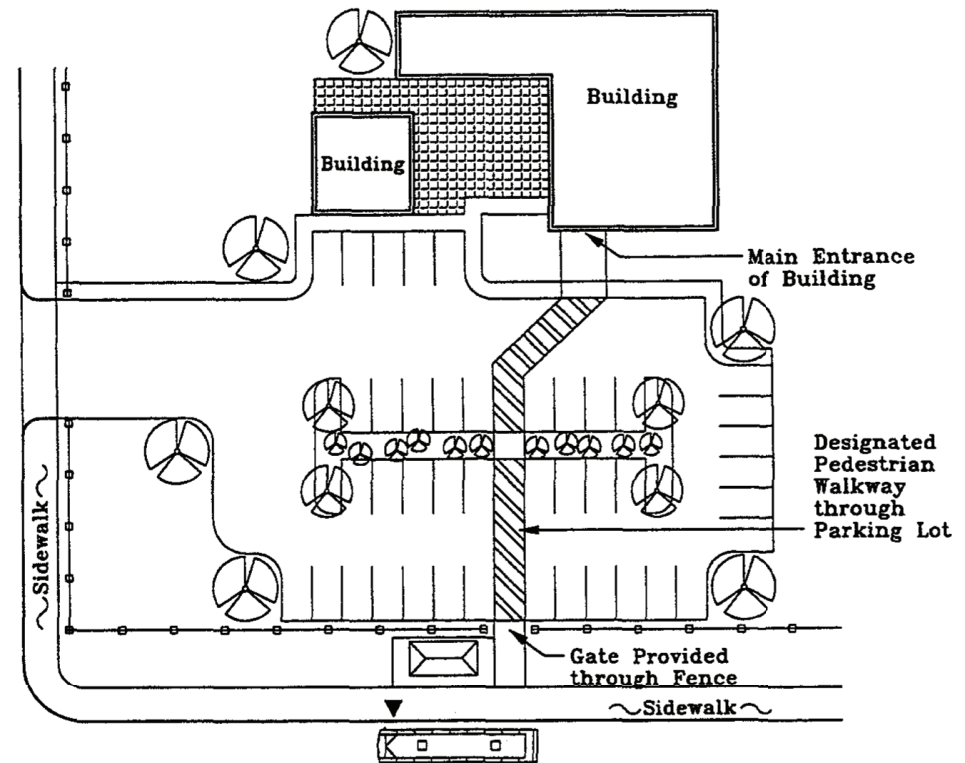 Building
Building
Main Entrance
of Building
Designated
Pedestrian
Walkway
through
Parking Lot
Sidewalk
Gate Provided
through Fence
Sidewalk